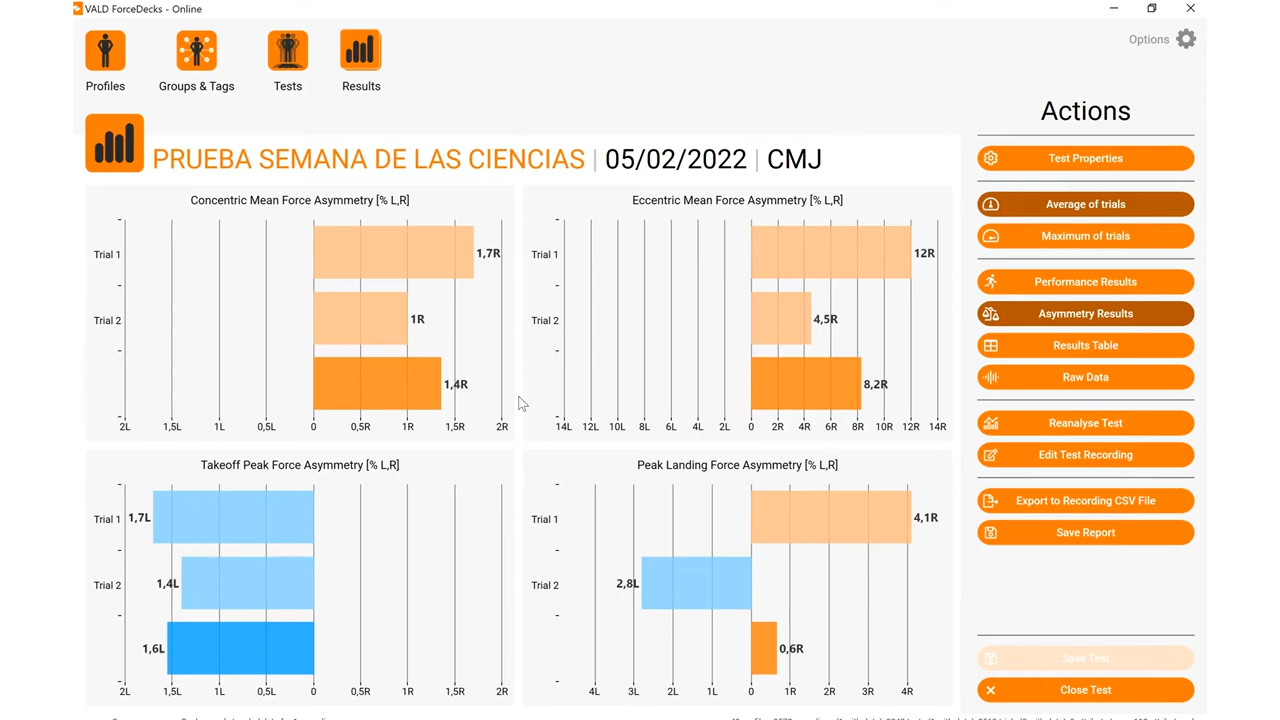 VALD ForceDecks - Online
Options
Profiles
Groups & Tags
Tests
Results
PRUEBA SEMANA DE LAS CIENCIAS | 05/02/2022 | CMJ
Concentric Mean Force Asymmetry [% L,R]
Trial 1
1,7R
Trial 2
1R
1,4R
2L 1,5L 1L 0,5L 0 0,5R 1R 1,5R 2R
Eccentric Mean Force Asymmetry [% L,R]
Trial 1
12R
Trial 2
4,5R
8,2R
14L 12L 10L 8L 6L 4L 2L 0 2R 4R 6R 8R 10R 12R 14R
Takeoff Peak Force Asymmetry [% L,R]
Trial 1
1,7L
Trial 2
1,4L
1,6L
2L 1,5L 1L 0,5L 0 0,5R 1R 1,5R 2R
Peak Landing Force Asymmetry [% L,R]
Trial 1
4,1R
Trial 2
2,8L
0,6R
4L 3L 2L 1L 0 1R 2R 3R 4R
Actions
Test Properties
Average of trials
Maximum of trials
Performance Results
Asymmetry Results
Results Table
Raw Data
Reanalyse Test
Edit Test Recording
Export to Recording CSV File
Save Report
Save Test
Close Test